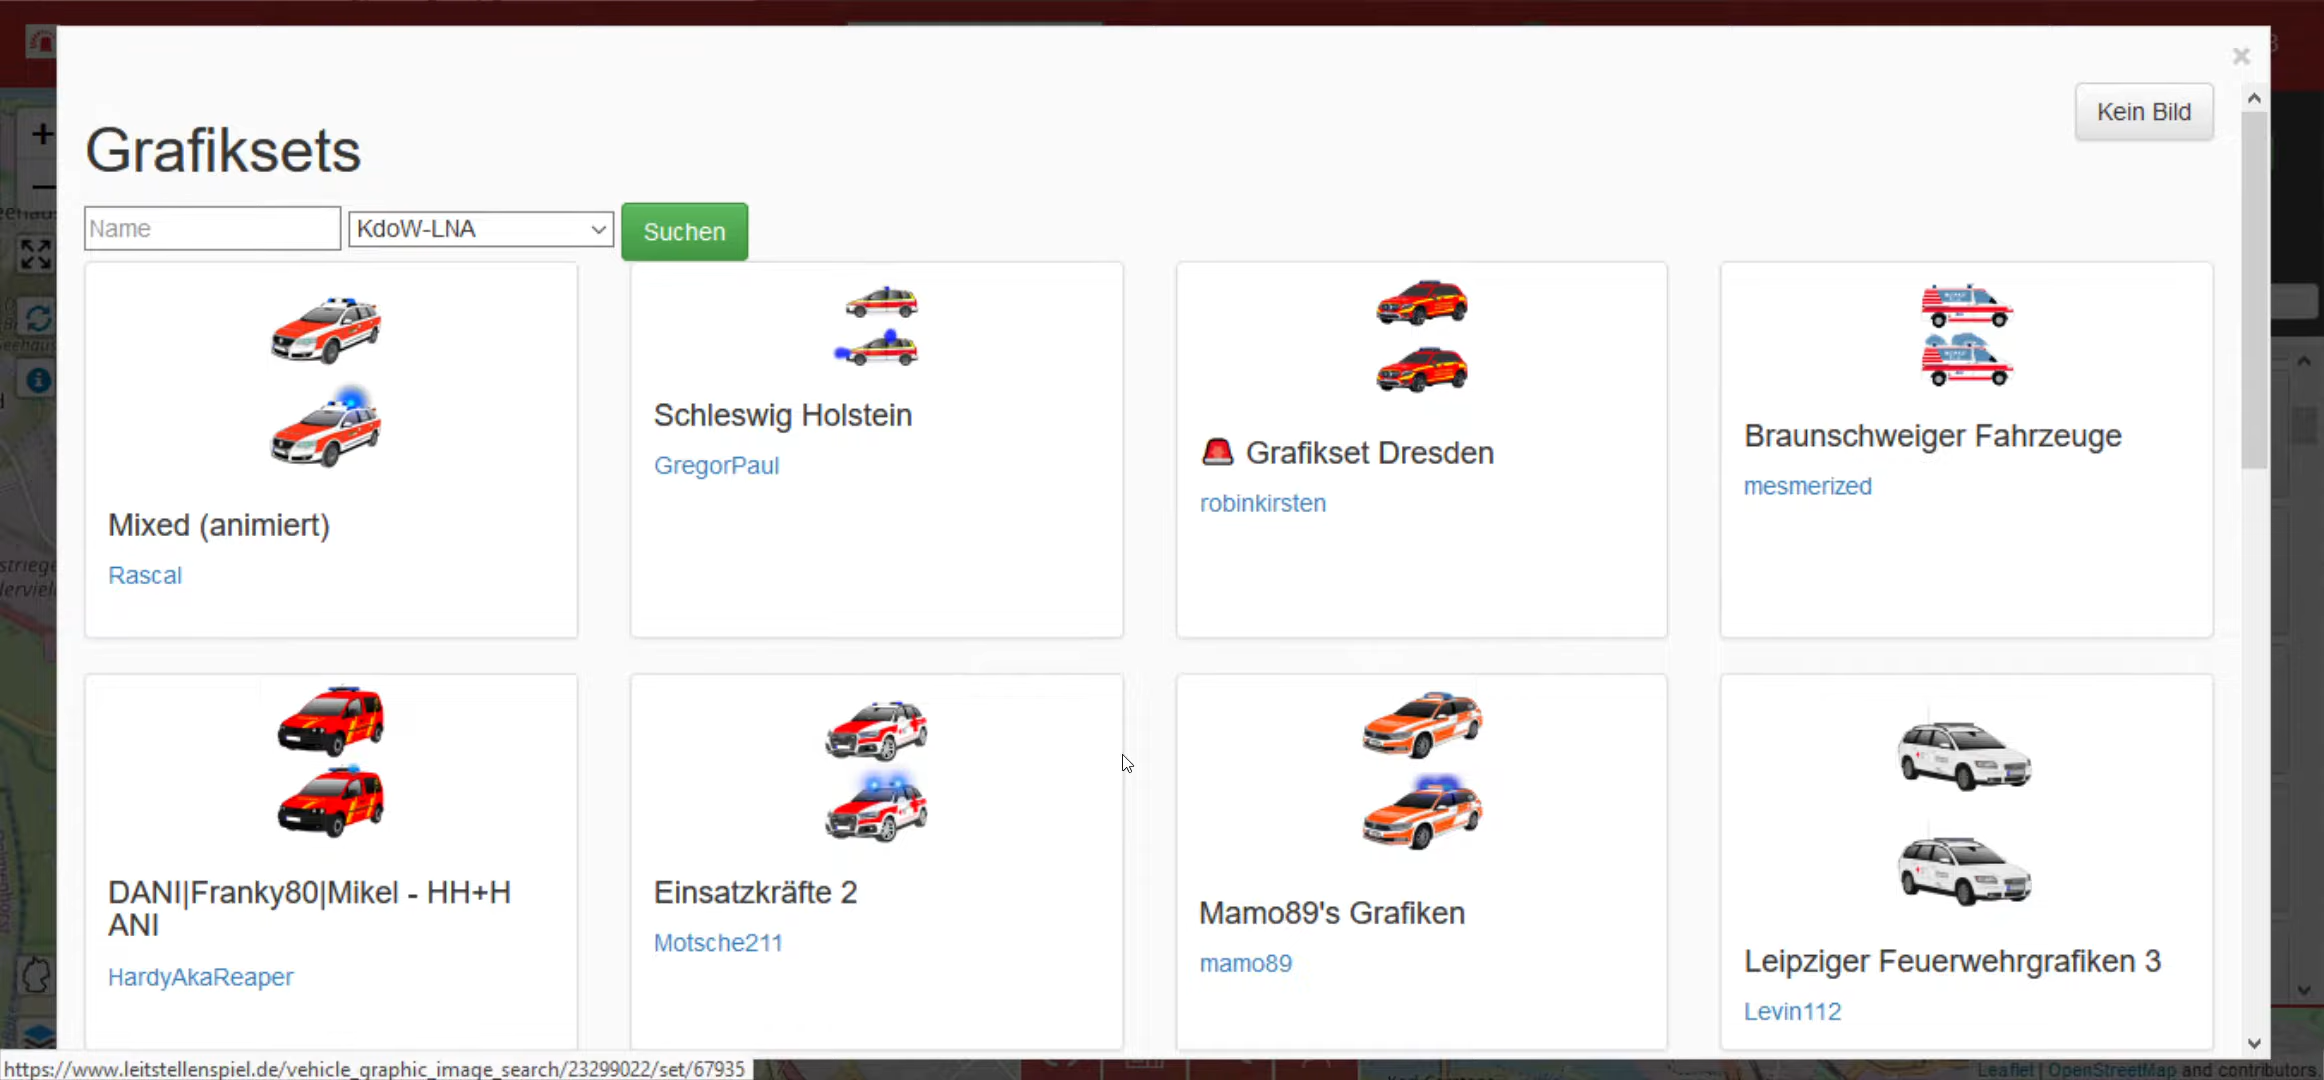 ×
Kein Bild
Grafiksets
Name
KdoW-LNA
Suchen
Mixed (animiert)
Rascal
Schleswig Holstein
GregorPaul
Grafikset Dresden
robinkirsten
Braunschweiger Fahrzeuge
mesmerized
DANI|Franky80|Mikel - HH+H
ANI
HardyAkaReaper
Einsatzkräfte 2
Motsche211
Mamo89's Grafiken
mamo89
Leipziger Feuerwehrgrafiken 3
Levin112
https://www.leitstellenspiel.de/vehicle_graphic_image_search/23299022/set/67935
Leaflet | OpenStreetMap and contributors